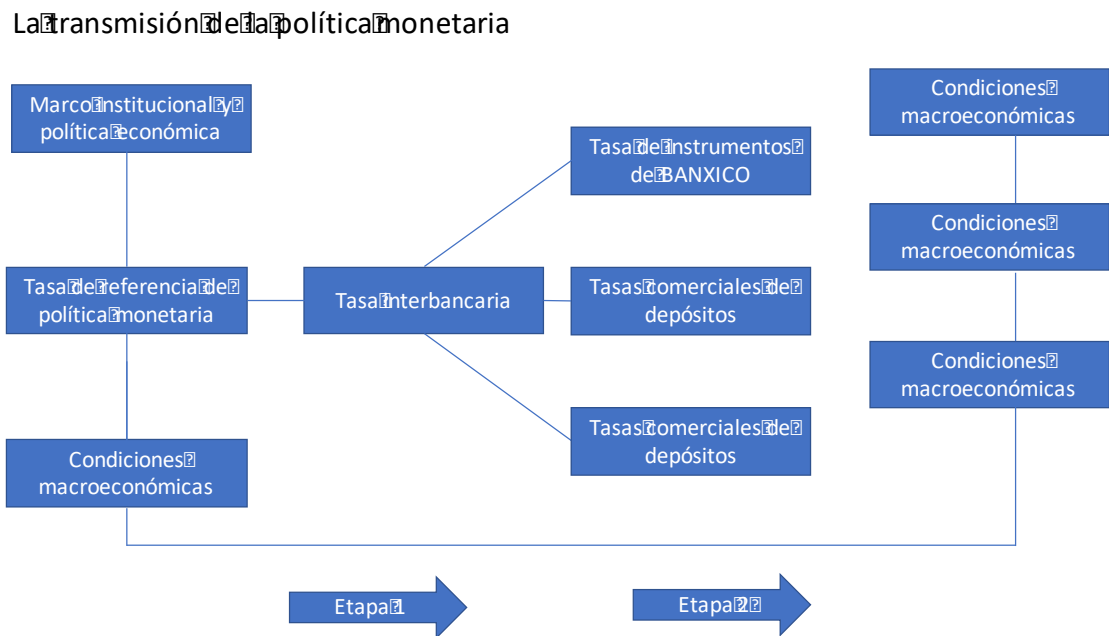 La transmisión de la política monetaria
Marco institucional y
política económica
Tasa de referencia de
política monetaria
Condiciones
macroeconómicas
Tasa interbancaria
Tasa de instrumentos
de BANXICO
Tasas comerciales de
depósitos
Tasas comerciales de
depósitos
Condiciones
macroeconómicas
Condiciones
macroeconómicas
Condiciones
macroeconómicas
Etapa 1
Etapa 2